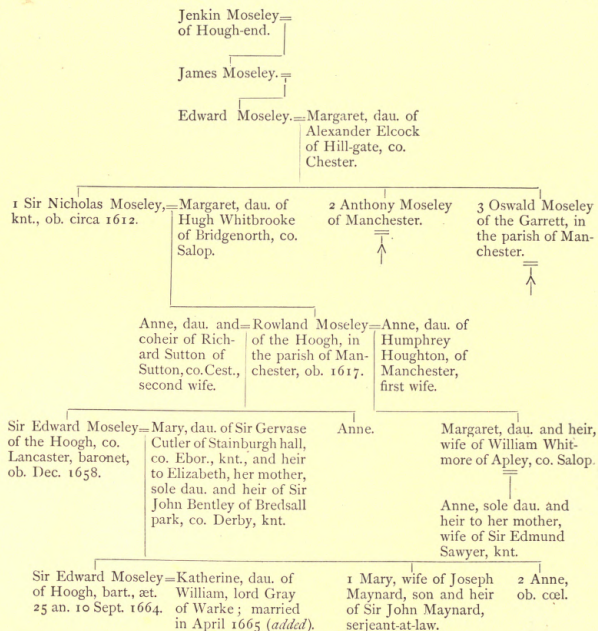 Jenkin Moseley=
of Hough-end.
James Moseley.=
Edward Moseley.=Margaret, dau. of
Alexander Elcock
of Hill-gate, co.
Chester.
1 Sir Nicholas Moseley,=
knt., ob. circa 1612.
Margaret, dau. of
Hugh Whitbrooke
of Bridgenorth, co.
Salop.
2 Anthony Moseley
of Manchester.
3 Oswald Moseley
of the Garrett, in
the parish of Man-
chester.
Anne, dau. and=
coheir of Rich-
ard Sutton of
Sutton, co. Cest.,
second wife.
Rowland Moseley=
of the Hoogh, in
the parish of Man-
chester, ob. 1617.
Anne, dau. of
Humphrey
Houghton, of
Manchester,
first wife.
Sir Edward Moseley=
of the Hoogh, co.
Lancaster, baronet,
ob. Dec. 1658.
Mary, dau. of Sir Gervase
Cutler of Stainburgh hall,
co. Ebor., knt., and heir
to Elizabeth, her mother,
sole dau. and heir of Sir
John Bentley of Bredsall
park, co. Derby, knt.
Anne.
Margaret, dau. and heir,
wife of William Whit-
more of Apley, co. Salop.
Anne, sole dau. and
heir to her mother,
wife of Sir Edmund
Sawyer, knt.
Sir Edward Moseley=
of Hoogh, bart., æt.
25 an. 10 Sept. 1664.
Katherine, dau. of
William, lord Gray
of Warke; married
in April 1665 (added).
1 Mary, wife of Joseph
Maynard, son and heir
of Sir John Maynard,
serjeant-at-law.
2 Anne,
ob. cœl.